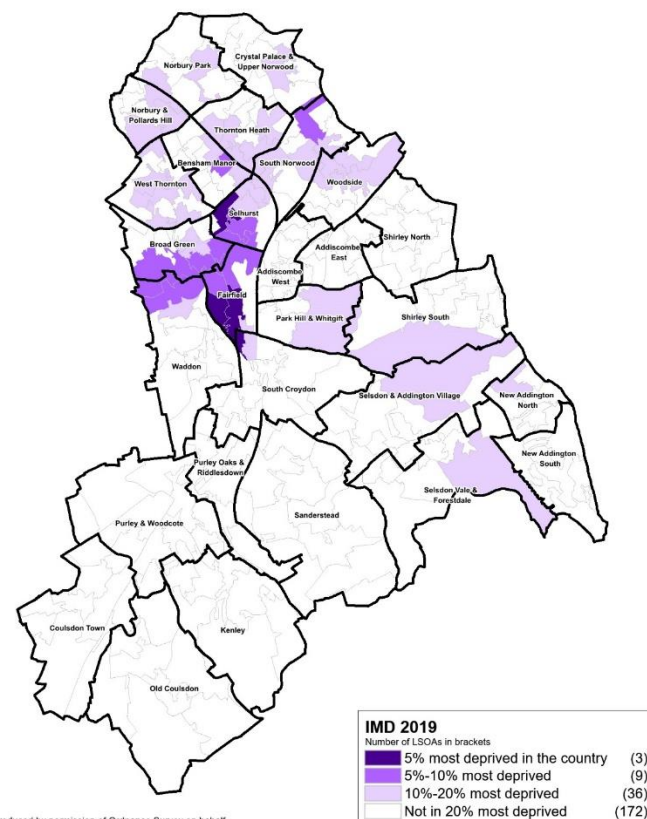 Norbury Park
Crystal Palace &
Upper Norwood
Norbury &
Pollards Hill
Thornton Heath
Bensham Manor
South Norwood
West Thornton
Woodside
Selhurst
Broad Green
Addiscombe
East
Shirley North
Addiscombe
West
Fairfield
Park Hill & Whitgift
Shirley South
Waddon
South Croydon
Selsdon & Addington Village
New Addington
North
New Addington
South
Purley Oaks &
Riddlesdown
Selsdon Vale &
Forestdale
Sanderstead
Purley & Woodcote
Coulsdon Town
Kenley
Old Coulsdon
IMD 2019
Number of LSOAs in brackets
5% most deprived in the country (3)
5%-10% most deprived (9)
10%-20% most deprived (36)
Not in 20% most deprived (172)